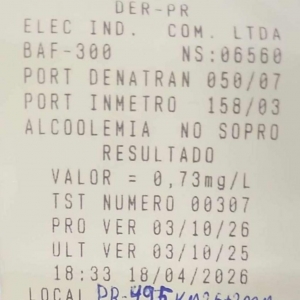 DER-PR
ELEC IND. COM. LTDA
BAF-300 NS:06560
PORT DENATRAN 050/07
PORT INMETRO 158/03
ALCOOLEMIA NO SOPRO
RESULTADO
VALOR = 0,73mg/L
TST NUMERO 00307
PRO VER 03/10/26
ULT VER 03/10/25
18:33 18/04/2026
LOCAL PR-495